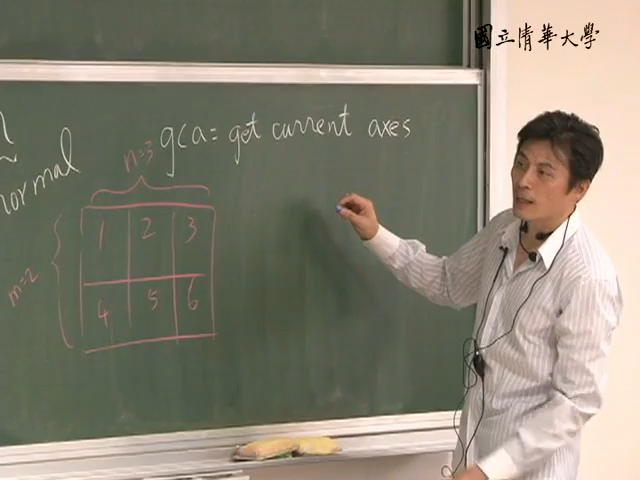 國立清華大學
gca = get current axes
normal
n=3
m=2
1 2 3
4 5 6